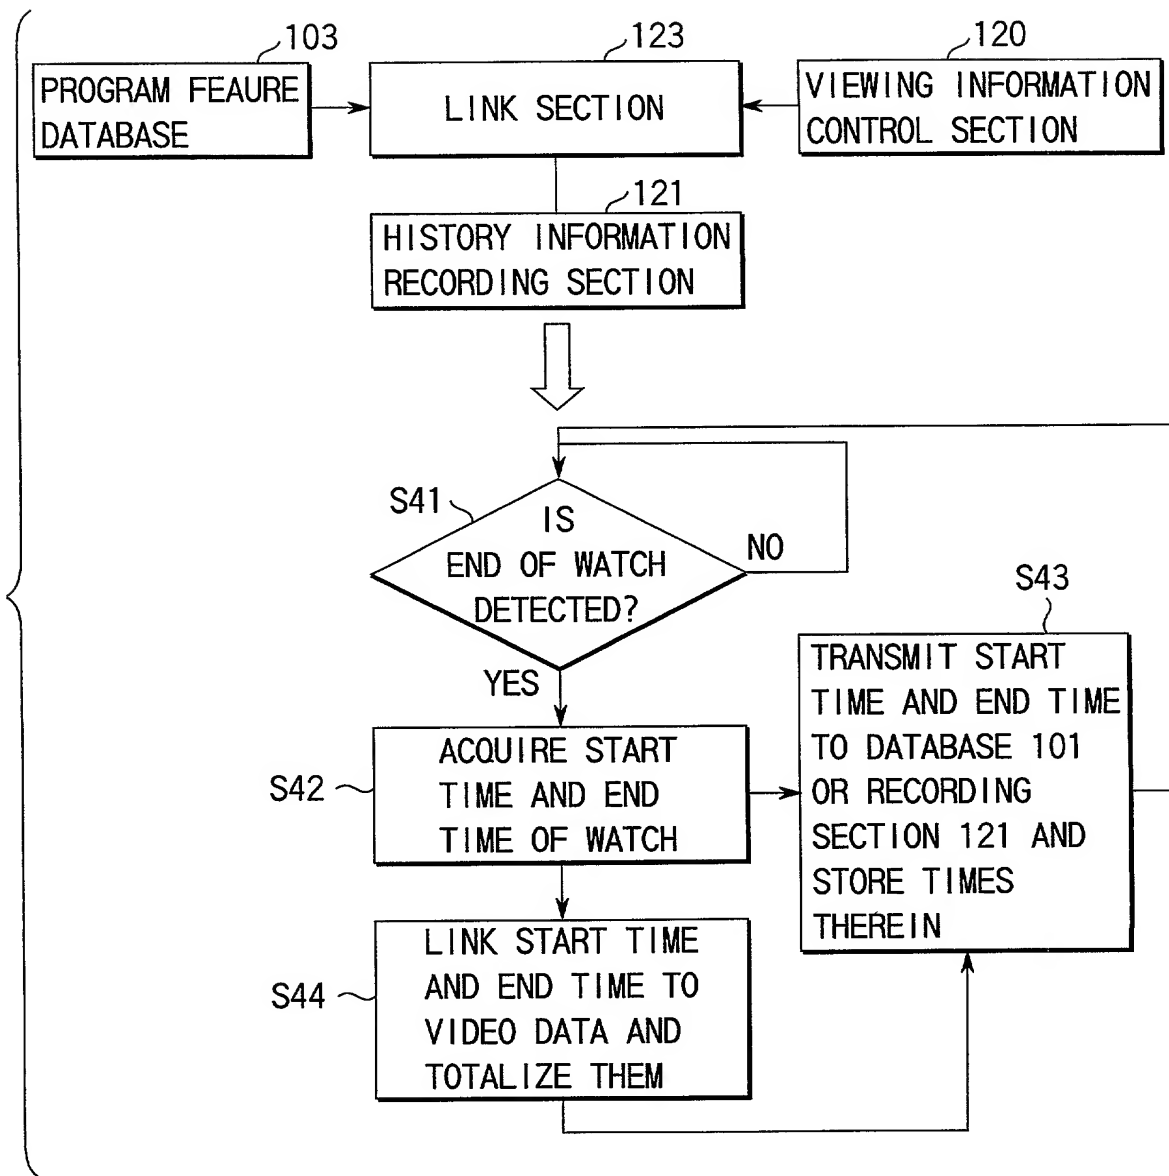 103
PROGRAM FEAURE
DATABASE
123
LINK SECTION
120
VIEWING INFORMATION
CONTROL SECTION
121
HISTORY INFORMATION
RECORDING SECTION
S41
IS
END OF WATCH
DETECTED?
NO
YES
S42
ACQUIRE START
TIME AND END
TIME OF WATCH
S43
TRANSMIT START
TIME AND END TIME
TO DATABASE 101
OR RECORDING
SECTION 121 AND
STORE TIMES
THEREIN
S44
LINK START TIME
AND END TIME TO
VIDEO DATA AND
TOTALIZE THEM